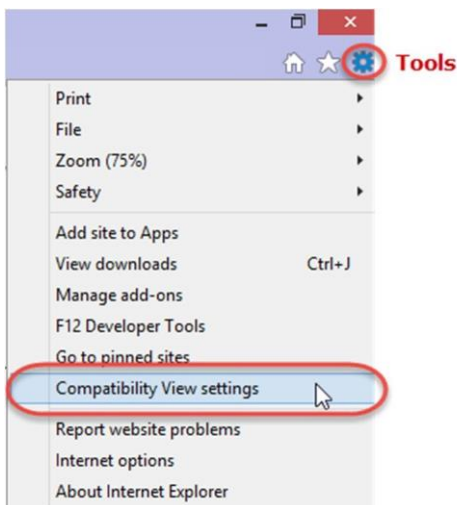 Tools
Print
File
Zoom (75%)
Safety
Add site to Apps
View downloads Ctrl+J
Manage add-ons
F12 Developer Tools
Go to pinned sites
Compatibility View settings
Report website problems
Internet options
About Internet Explorer